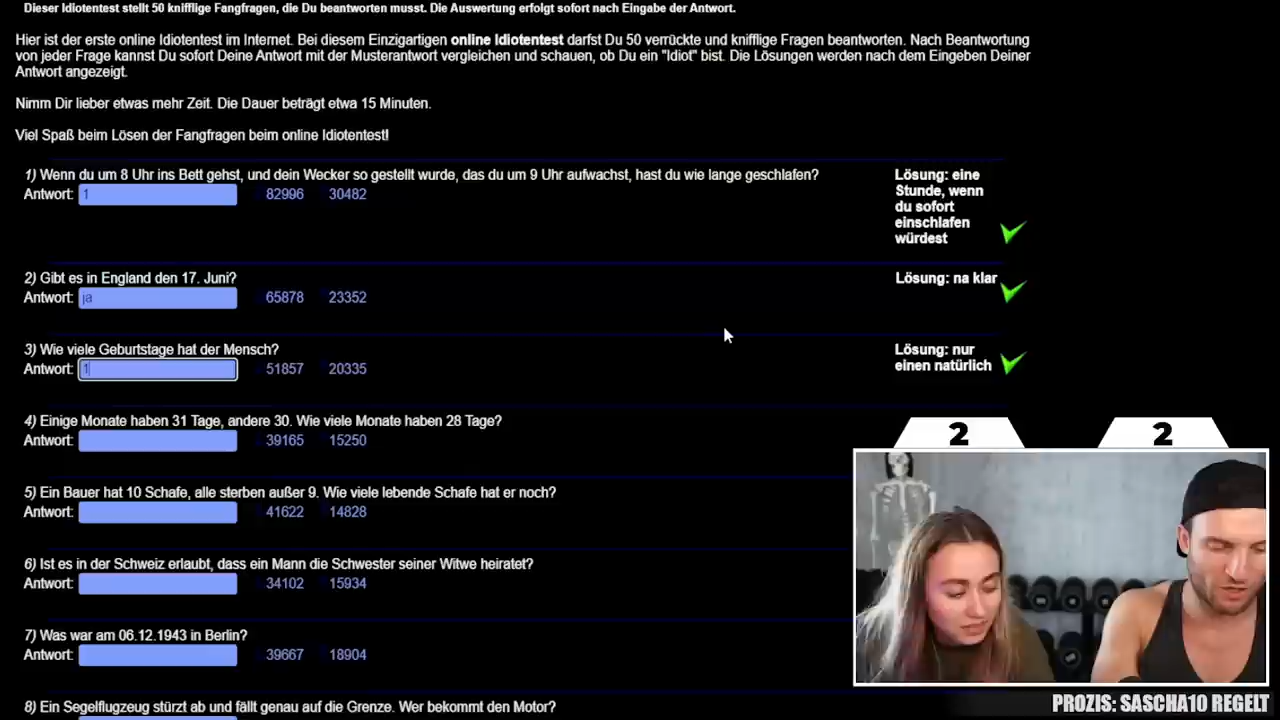 Dieser Idiotentest stellt 50 knifflige Fangfragen, die Du beantworten musst. Die Auswertung erfolgt sofort nach Eingabe der Antwort.
Hier ist der erste online Idiotentest im Internet. Bei diesem Einzigartigen online Idiotentest darfst Du 50 verrückte und knifflige Fragen beantworten. Nach Beantwortung
von jeder Frage kannst Du sofort Deine Antwort mit der Musterantwort vergleichen und schauen, ob Du ein "Idiot" bist. Die Lösungen werden nach dem Eingeben Deiner
Antwort angezeigt.
Nimm Dir lieber etwas mehr Zeit. Die Dauer beträgt etwa 15 Minuten.
Viel Spaß beim Lösen der Fangfragen beim online Idiotentest!
1) Wenn du um 8 Uhr ins Bett gehst, und dein Wecker so gestellt wurde, das du um 9 Uhr aufwachst, hast du wie lange geschlafen?
Antwort: 1 82996 30482
Lösung: eine
Stunde, wenn
du sofort
einschlafen
würdest
2) Gibt es in England den 17. Juni?
Antwort: ja 65878 23352
Lösung: na klar
3) Wie viele Geburtstage hat der Mensch?
Antwort: 1 51857 20335
Lösung: nur
einen natürlich
4) Einige Monate haben 31 Tage, andere 30. Wie viele Monate haben 28 Tage?
Antwort: 39165 15250
5) Ein Bauer hat 10 Schafe, alle sterben außer 9. Wie viele lebende Schafe hat er noch?
Antwort: 41622 14828
6) Ist es in der Schweiz erlaubt, dass ein Mann die Schwester seiner Witwe heiratet?
Antwort: 34102 15934
7) Was war am 06.12.1943 in Berlin?
Antwort: 39667 18904
8) Ein Segelflugzeug stürzt ab und fällt genau auf die Grenze. Wer bekommt den Motor?
2 2
PROZIS: SASCHA10 REGELT